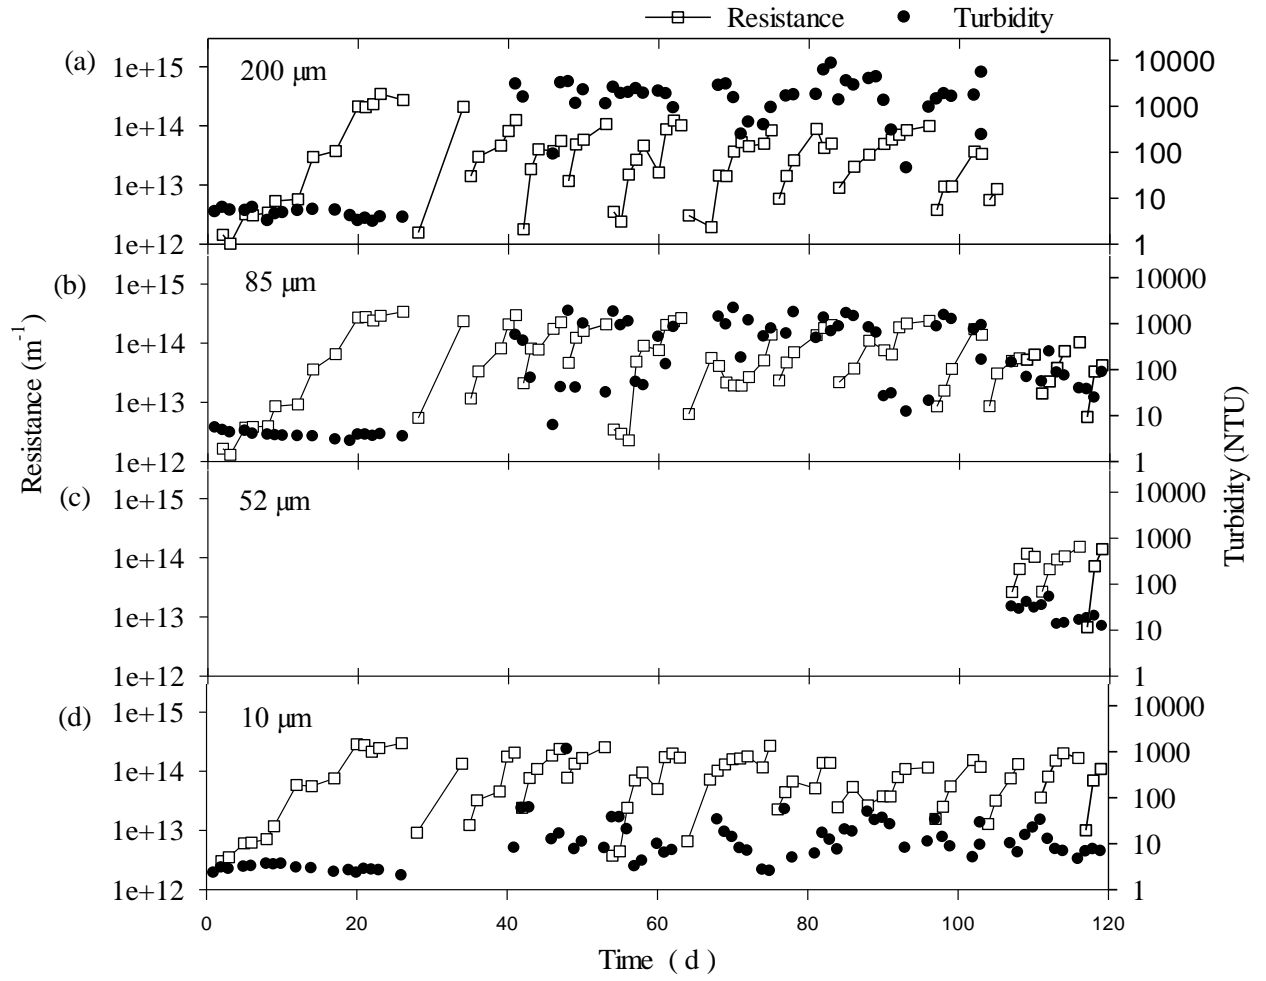 Resistance Turbidity
(a) 200 μm
1e+15
1e+14
1e+13
1e+12
10000
1000
100
10
1
(b) 85 μm
1e+15
1e+14
1e+13
1e+12
10000
1000
100
10
1
(c) 52 μm
1e+15
1e+14
1e+13
1e+12
10000
1000
100
10
1
(d) 10 μm
1e+15
1e+14
1e+13
1e+12
10000
1000
100
10
1
Resistance (m⁻¹)
Turbidity (NTU)
0 20 40 60 80 100 120
Time ( d )